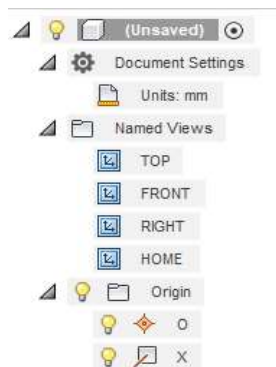 (Unsaved)
Document Settings
Units: mm
Named Views
TOP
FRONT
RIGHT
HOME
Origin
O
X